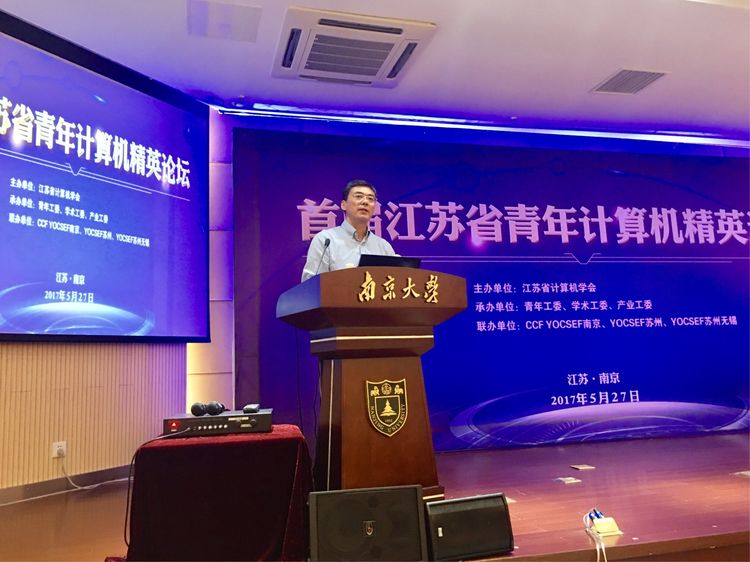 苏省青年计算机精英论坛
主办单位：江苏省计算机学会
承办单位：青年工委、学术工委、产业工委
联办单位：CCF YOCSEF南京、YOCSEF苏州、YOCSEF苏州无锡
江苏·南京
2017年5月27日
首届江苏省青年计算机精英
主办单位：江苏省计算机学会
承办单位：青年工委、学术工委、产业工委
联办单位：CCF YOCSEF南京、YOCSEF苏州、YOCSEF苏州无锡
江苏·南京
2017年5月27日
南京大學
NANJING UNIVERSITY